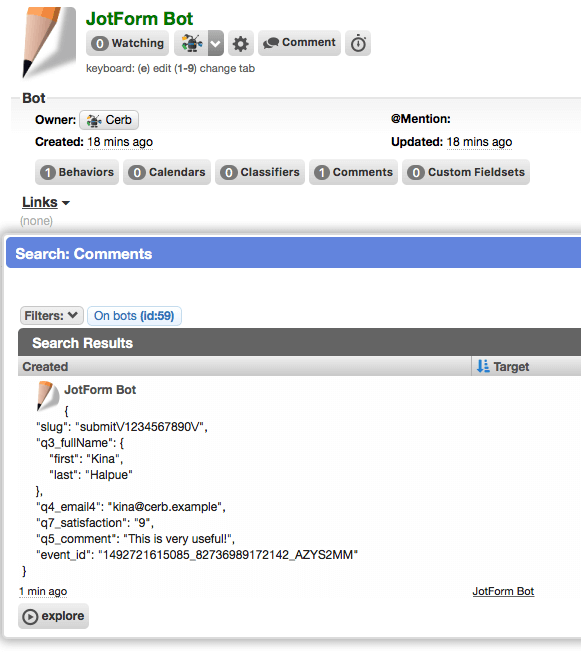 JotForm Bot
0 Watching
Comment
keyboard: (e) edit (1-9) change tab
Bot
Owner: Cerb @Mention:
Created: 18 mins ago Updated: 18 mins ago
1 Behaviors 0 Calendars 0 Classifiers 1 Comments 0 Custom Fieldsets
Links
(none)
Search: Comments
Filters: On bots (id:59)
Search Results
Created Target
JotForm Bot
{
"slug": "submit\/1234567890\/",
"q3_fullName": {
"first": "Kina",
"last": "Halpue"
},
"q4_email4": "kina@cerb.example",
"q7_satisfaction": "9",
"q5_comment": "This is very useful!",
"event_id": "1492721615085_82736989172142_AZYS2MM"
}
1 min ago JotForm Bot
explore